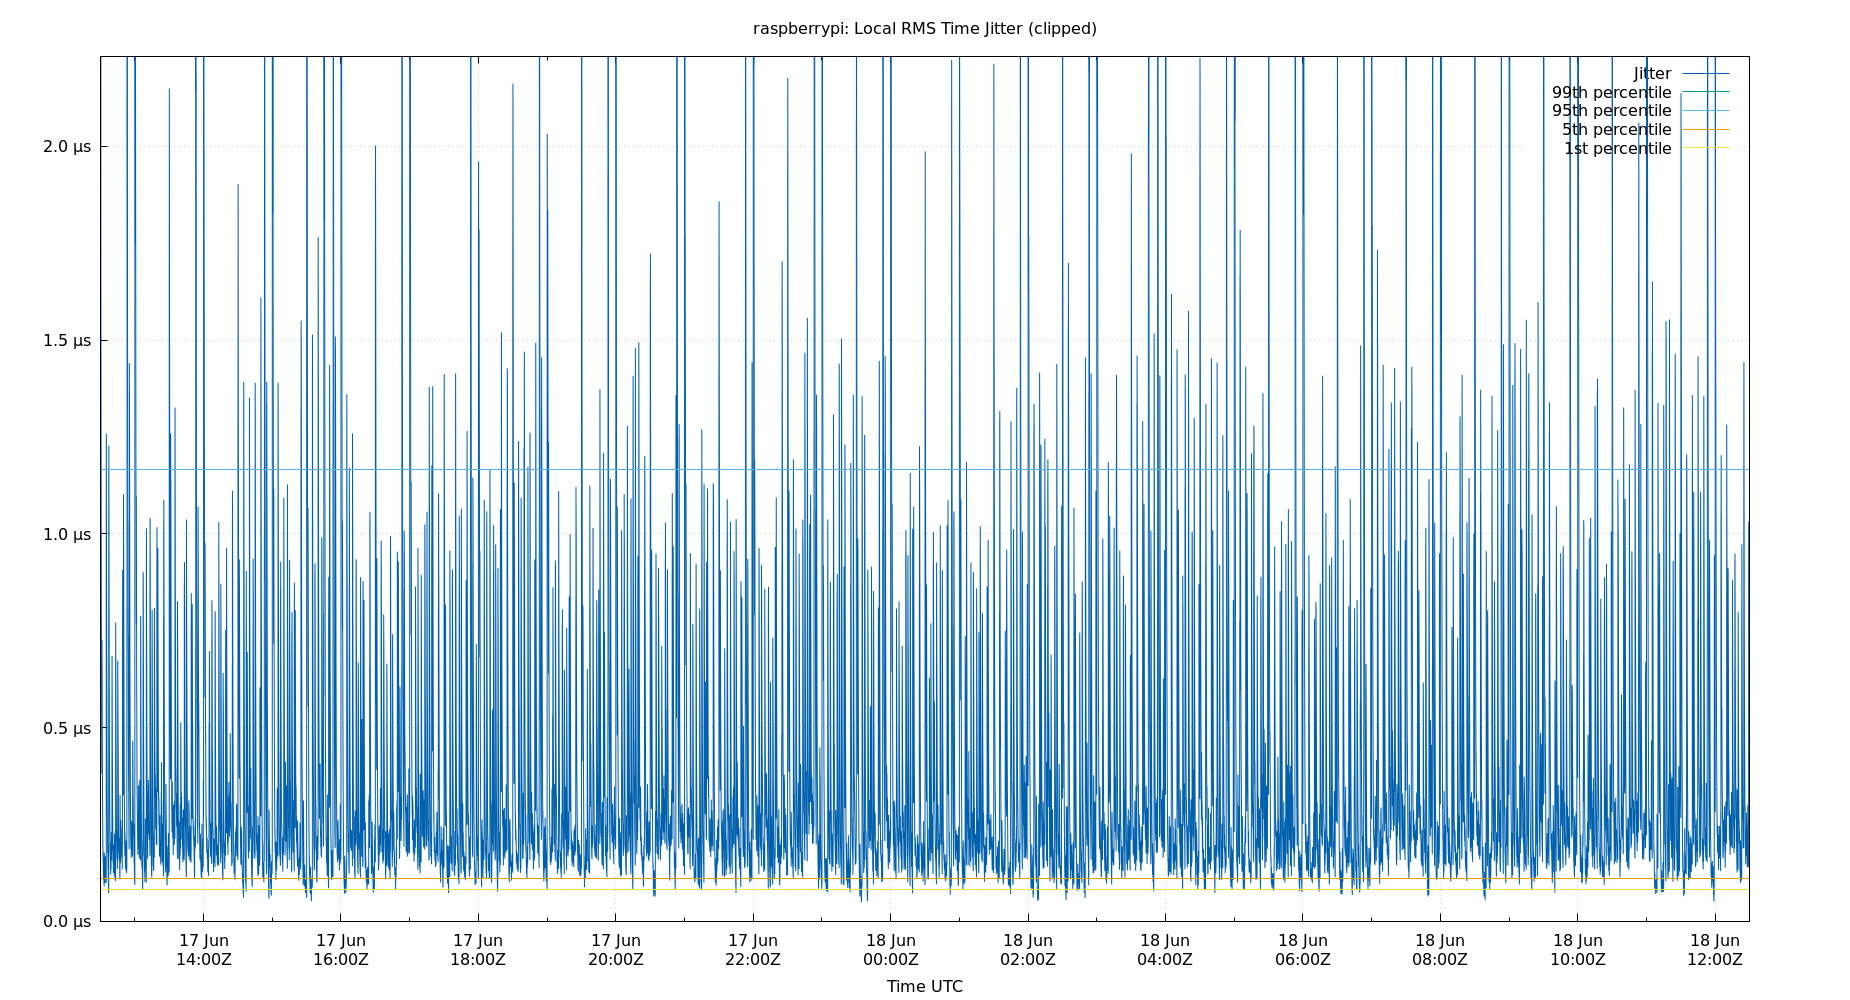 raspberrypi: Local RMS Time Jitter (clipped)
Jitter
99th percentile
95th percentile
5th percentile
1st percentile
2.0 µs
1.5 µs
1.0 µs
0.5 µs
0.0 µs
17 Jun 17 Jun 17 Jun 17 Jun 17 Jun 18 Jun 18 Jun 18 Jun 18 Jun 18 Jun 18 Jun 18 Jun
14:00Z 16:00Z 18:00Z 20:00Z 22:00Z 00:00Z 02:00Z 04:00Z 06:00Z 08:00Z 10:00Z 12:00Z
Time UTC